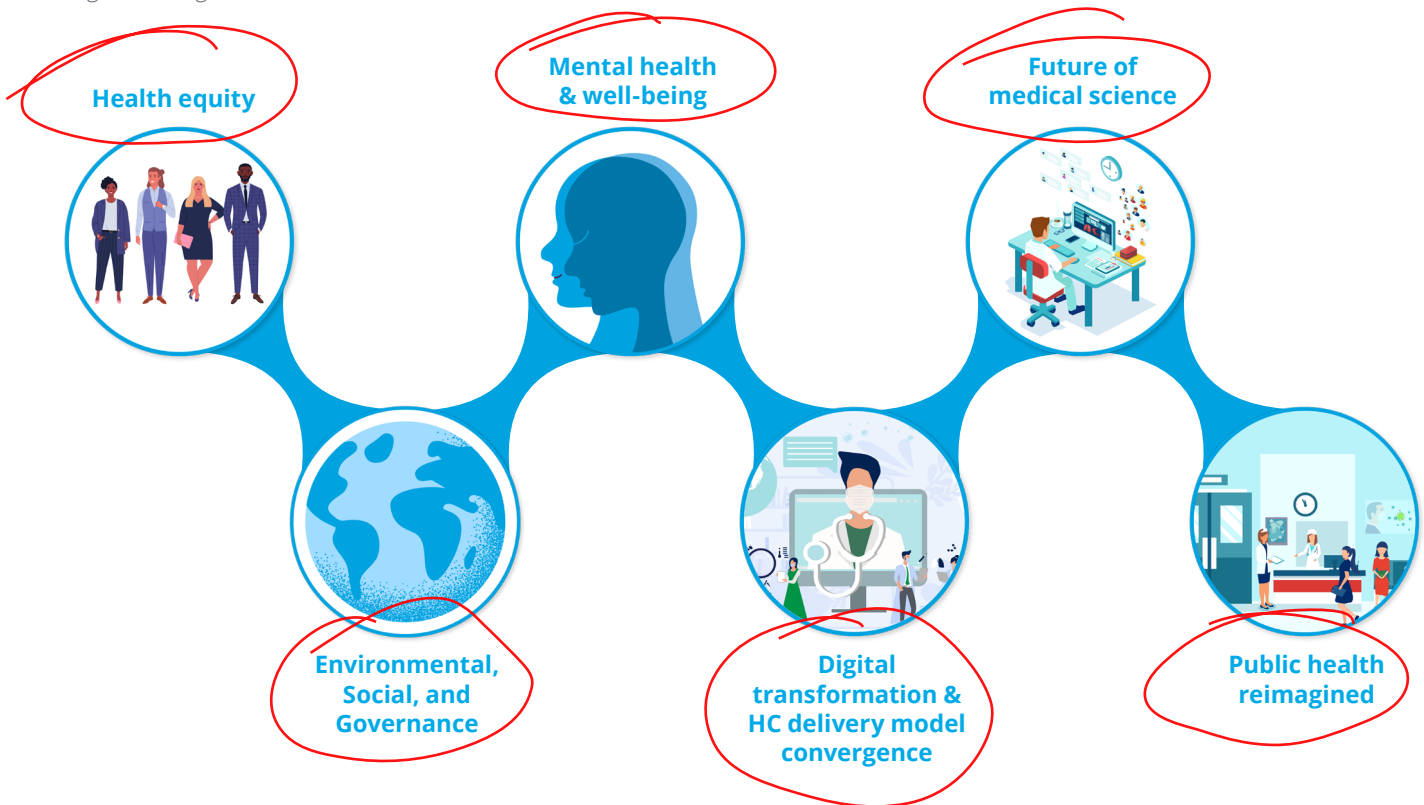 Health equity
Mental health
& well-being
Future of
medical science
Environmental,
Social, and
Governance
Digital
transformation &
HC delivery model
convergence
Public health
reimagined